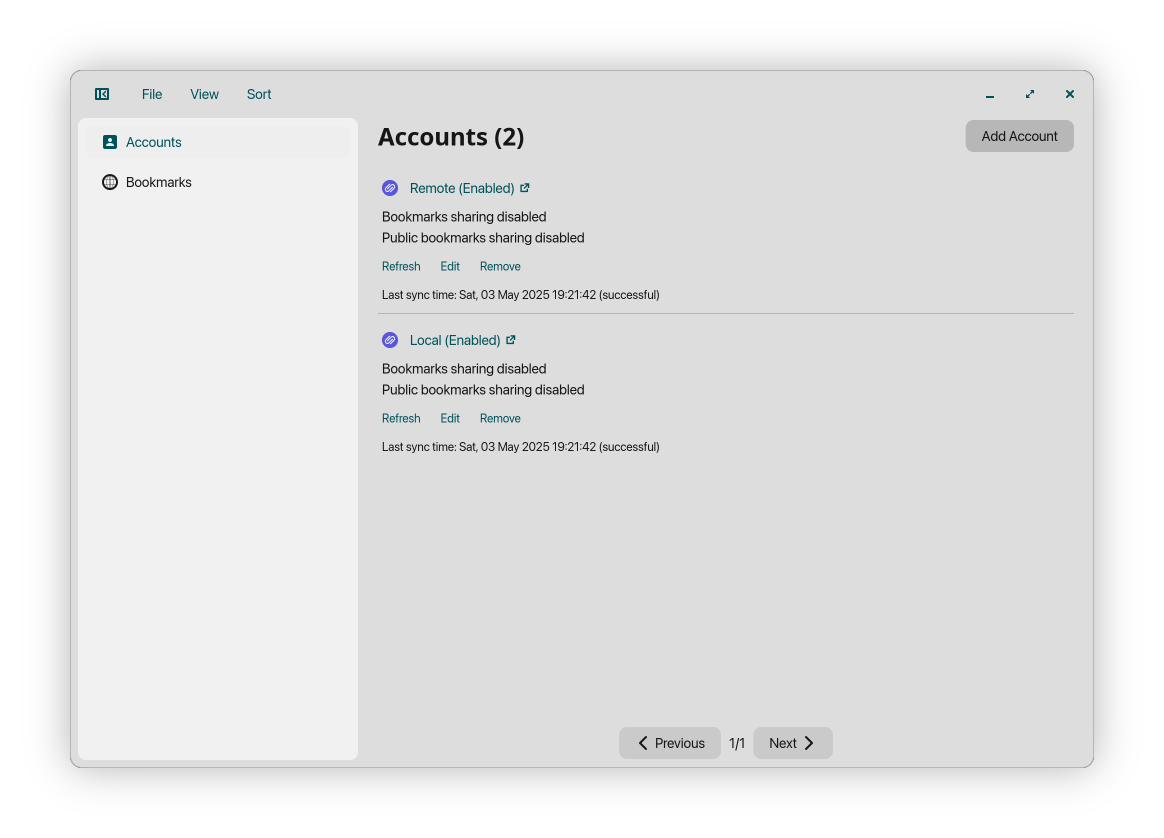 File View Sort
Accounts
Bookmarks
Accounts (2)
Add Account
Remote (Enabled)
Bookmarks sharing disabled
Public bookmarks sharing disabled
Refresh Edit Remove
Last sync time: Sat, 03 May 2025 19:21:42 (successful)
Local (Enabled)
Bookmarks sharing disabled
Public bookmarks sharing disabled
Refresh Edit Remove
Last sync time: Sat, 03 May 2025 19:21:42 (successful)
Previous 1/1 Next